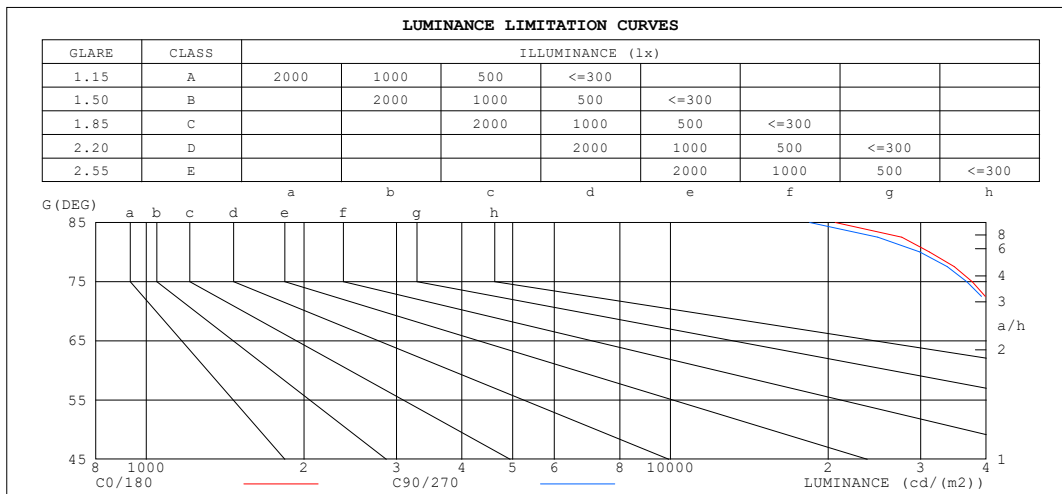 LUMINANCE LIMITATION CURVES
GLARE CLASS ILLUMINANCE (lx)
1.15 A 2000 1000 500 <=300
1.50 B 2000 1000 500 <=300
1.85 C 2000 1000 500 <=300
2.20 D 2000 1000 500 <=300
2.55 E 2000 1000 500 <=300
a b c d e f g h
G(DEG)
a b c d e f g h
85
8
6
75
4
3
a/h
65
2
55
45
1
8 1000 2 3 4 5 6 8 10000 2 3 4
C0/180 C90/270 LUMINANCE (cd/(m2))